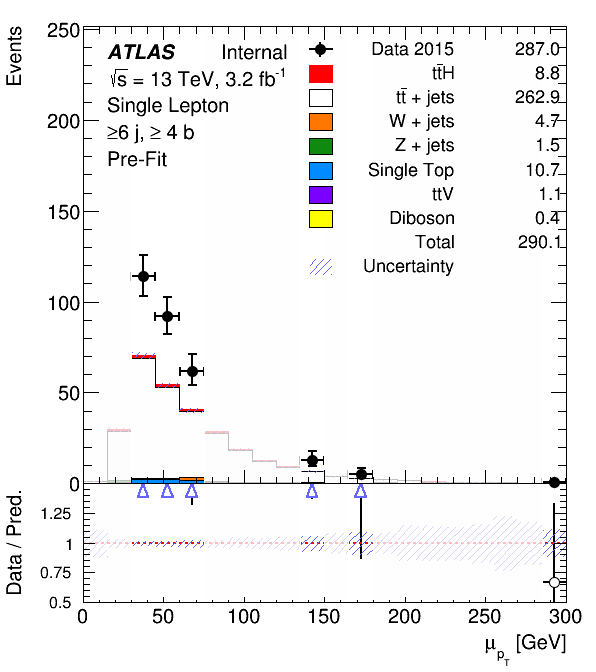 Events
ATLAS Internal
√s = 13 TeV, 3.2 fb⁻¹
Single Lepton
≥6 j, ≥ 4 b
Pre-Fit
Data 2015 287.0
tt̄H 8.8
tt̄ + jets 262.9
W + jets 4.7
Z + jets 1.5
Single Top 10.7
ttV 1.1
Diboson 0.4
Total 290.1
Uncertainty
250
200
150
100
50
0
Data / Pred.
1.25
1
0.75
0.5
0 50 100 150 200 250 300
μ_pT [GeV]